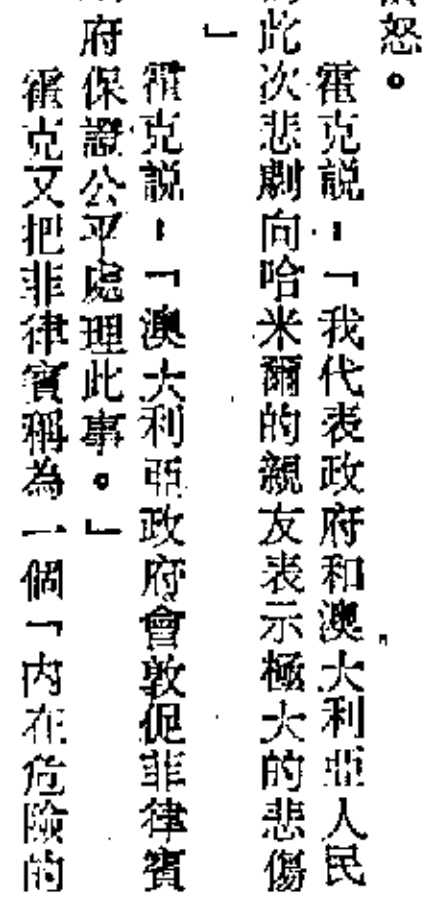 怒。
霍克説：「我代表政府和澳大利亞人民
此次悲劇向哈米爾的親友表示極大的悲傷
」
霍克説：「澳大利亞政府會敦促菲律賓
府保證公平處理此事。」
霍克又把菲律賓稱為一個「内在危險的